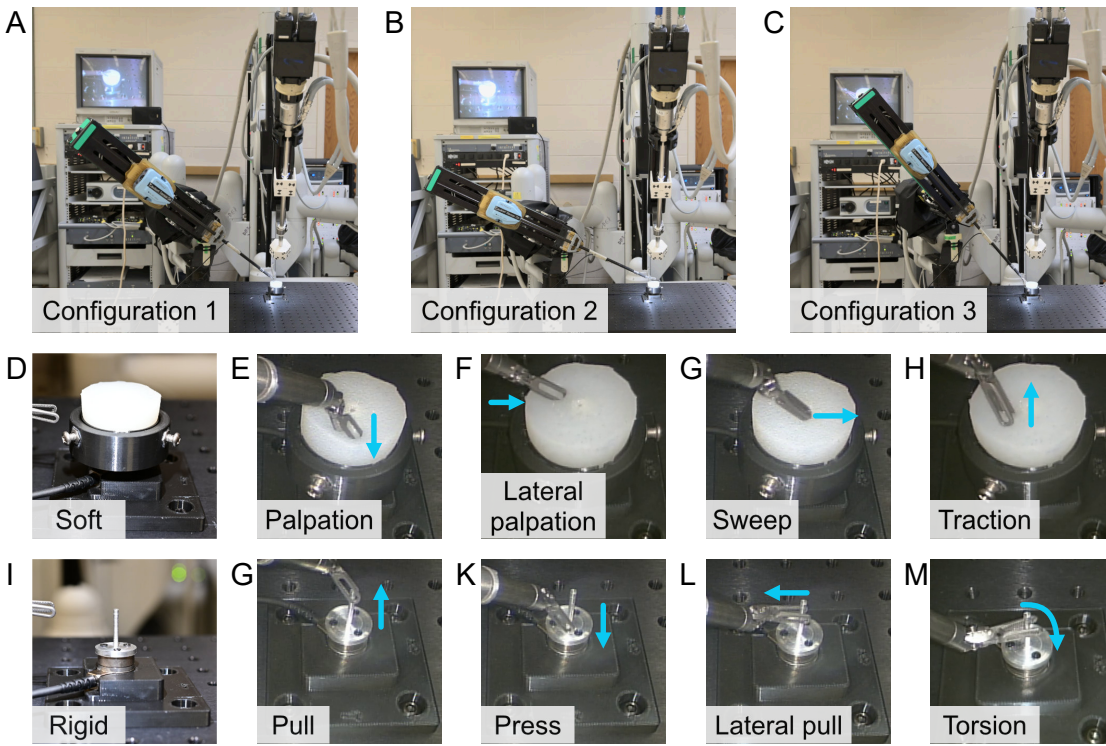 A
B
C
Configuration 1
Configuration 2
Configuration 3
D
E
F
G
H
Soft
Palpation
Lateral
palpation
Sweep
Traction
I
G
K
L
M
Rigid
Pull
Press
Lateral pull
Torsion